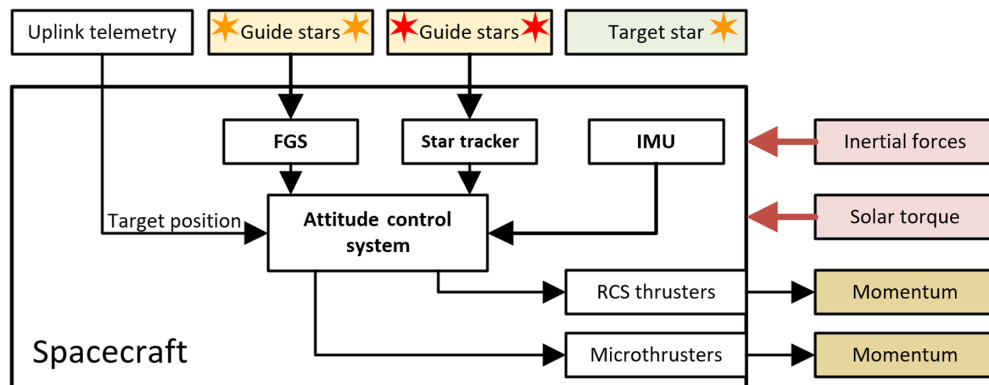 Uplink telemetry
Guide stars
Guide stars
Target star
FGS
Star tracker
IMU
Inertial forces
Target position
Attitude control
system
Solar torque
RCS thrusters
Momentum
Spacecraft
Microthrusters
Momentum